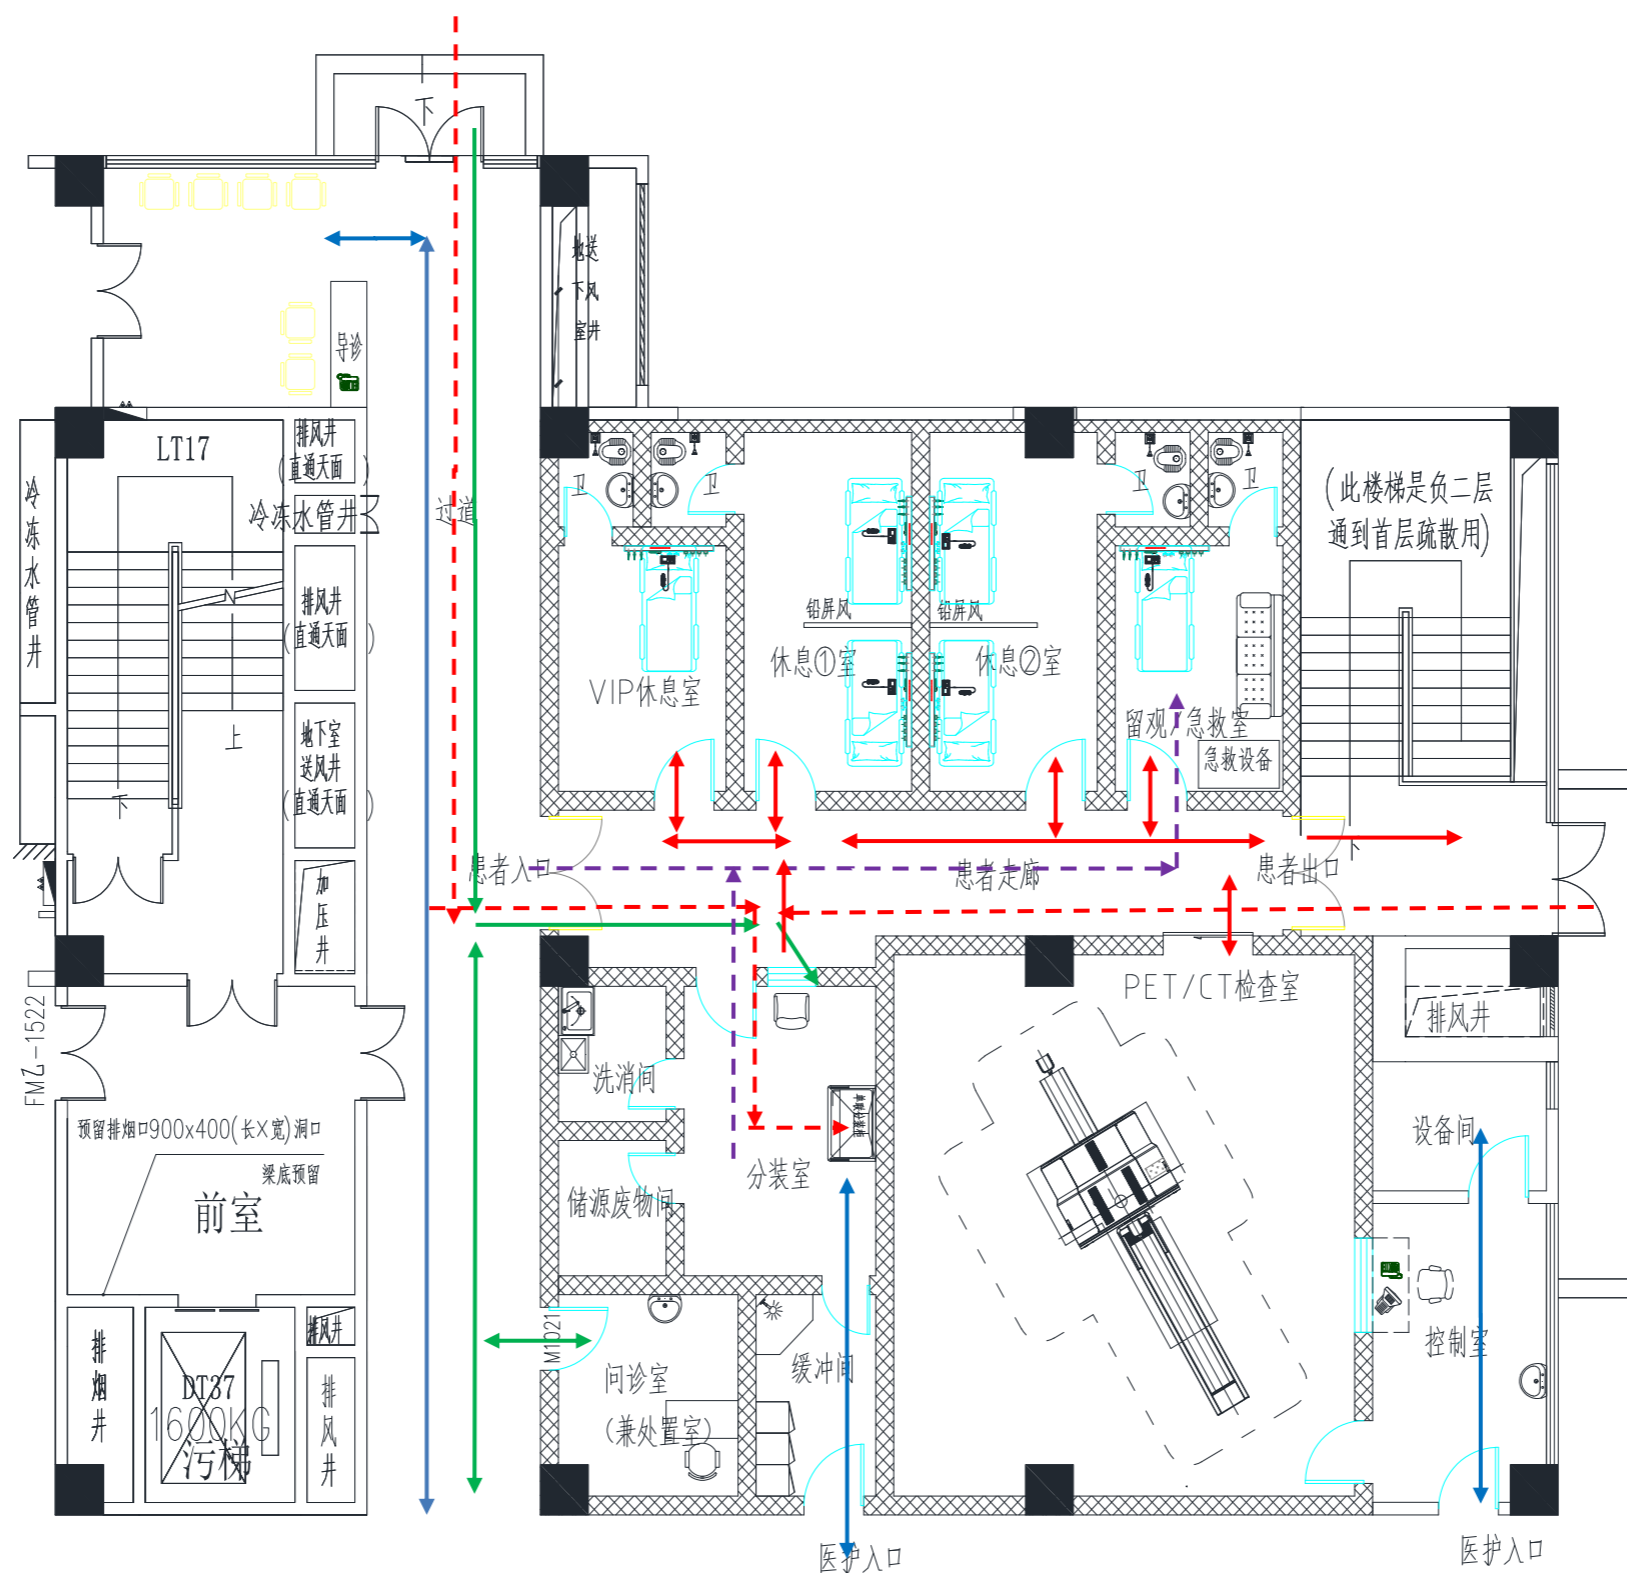 下
地送
下风
室井
导诊
LT17
排风井
(直通天面)
冷冻水管井
冷冻水管井
过道
卫
卫
卫
卫
(此楼梯是负二层
通到首层疏散用)
排风井
(直通天面)
铅屏风
铅屏风
休息①室
休息②室
VIP休息室
留观/急救室
急救设备
上
地下室
送风井
(直通天面)
下
下
患者入口
患者走廊
患者出口
加压井
PET/CT检查室
排风井
FMZ-1522
洗消间
预留排烟口900x400(长X宽)洞口
梁底预留
前室
分装室
储源废物间
设备间
M1021
排风井
控制室
排烟井
DT37
1600KG
污梯
排风井
问诊室
(兼处置室)
缓冲间
医护入口
医护入口